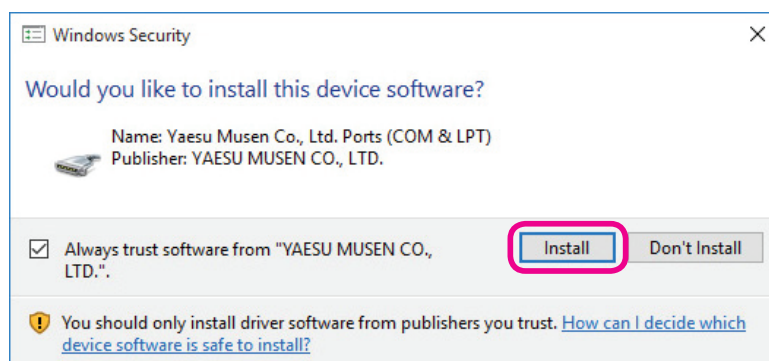 Windows Security
Would you like to install this device software?
Name: Yaesu Musen Co., Ltd. Ports (COM & LPT)
Publisher: YAESU MUSEN CO., LTD.
Always trust software from "YAESU MUSEN CO.,
LTD.".
Install
Don't Install
You should only install driver software from publishers you trust. How can I decide which
device software is safe to install?